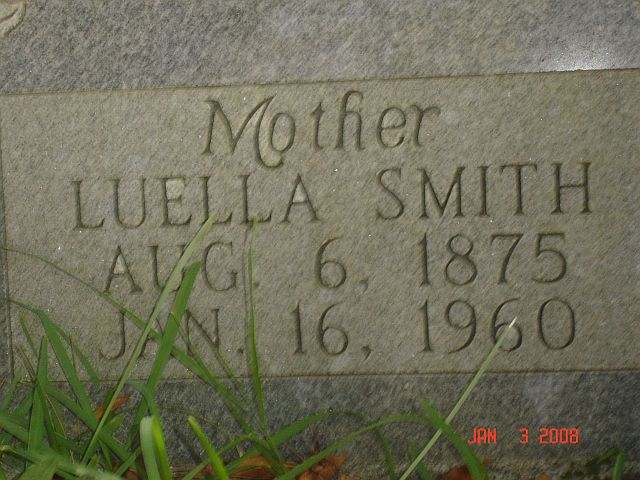 Mother
LUELLA SMITH
AUG. 6, 1875
JAN. 16, 1960
JAN 3 2008